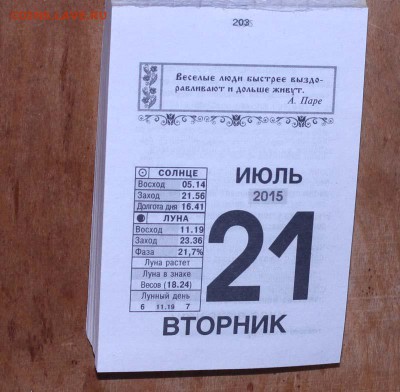 203
Веселые люди быстрее выздо-
равливают и дольше живут.
А. Паре
СОЛНЦЕ
Восход 05.14
Заход 21.56
Долгота дня 16.41
ЛУНА
Восход 11.19
Заход 23.36
Фаза 21,7%
Луна растет
Луна в знаке
Весов (18.24)
Лунный день
6 11.19 7
ИЮЛЬ
2015
21
ВТОРНИК